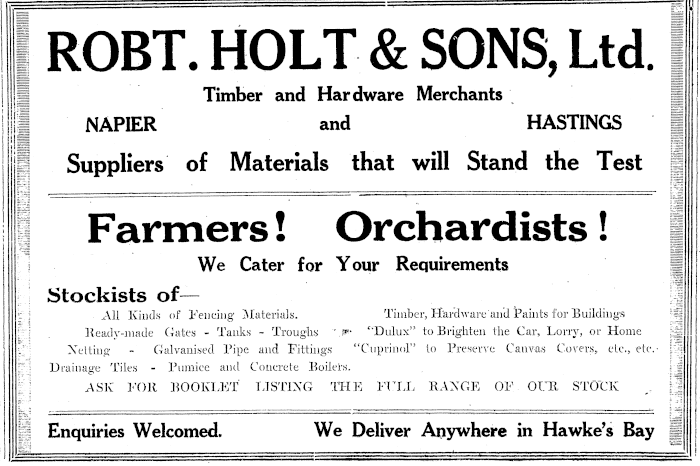 ROBT. HOLT & SONS, Ltd.
Timber and Hardware Merchants
NAPIER and HASTINGS
Suppliers of Materials that will Stand the Test
Farmers! Orchardists!
We Cater for Your Requirements
Stockists of—
All Kinds of Fencing Materials. Timber, Hardware and Paints for Buildings
Ready-made Gates - Tanks - Troughs "Dulux" to Brighten the Car, Lorry, or Home
Netting - Galvanised Pipe and Fittings "Cuprinol" to Preserve Canvas Covers, etc., etc.
Drainage Tiles - Pumice and Concrete Boilers.
ASK FOR BOOKLET LISTING THE FULL RANGE OF OUR STOCK
Enquiries Welcomed. We Deliver Anywhere in Hawke's Bay